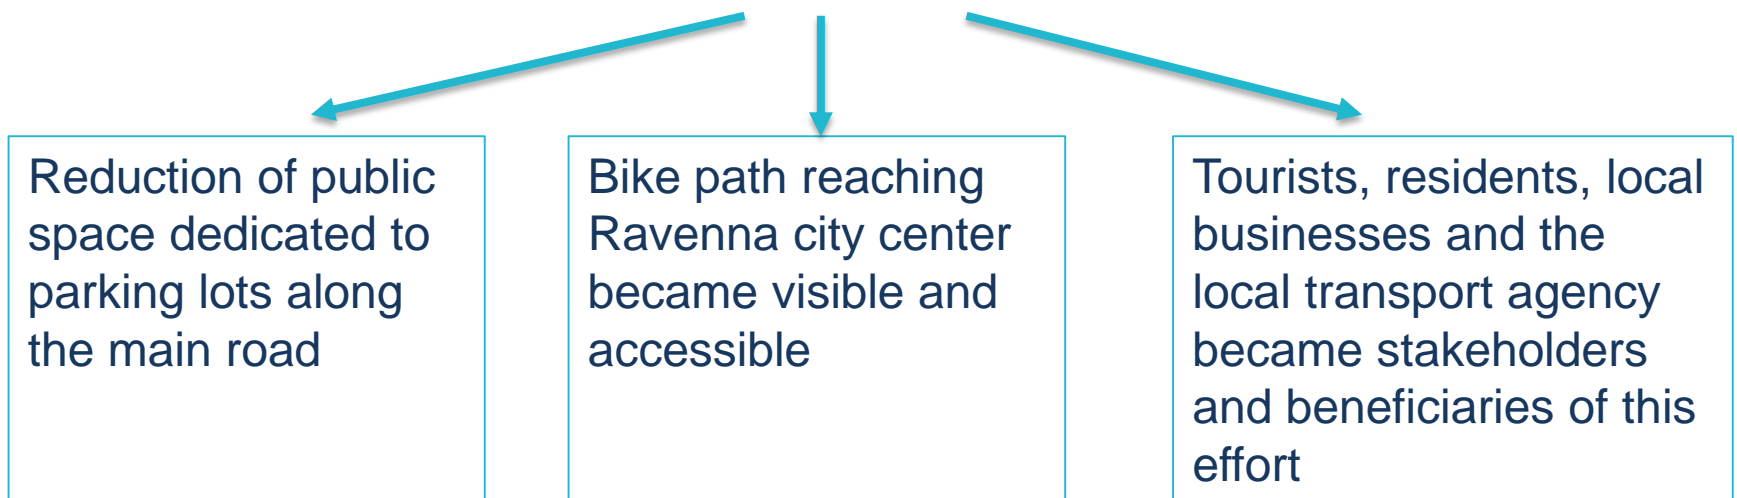 Reduction of public
space dedicated to
parking lots along
the main road
Bike path reaching
Ravenna city center
became visible and
accessible
Tourists, residents, local
businesses and the
local transport agency
became stakeholders
and beneficiaries of this
effort